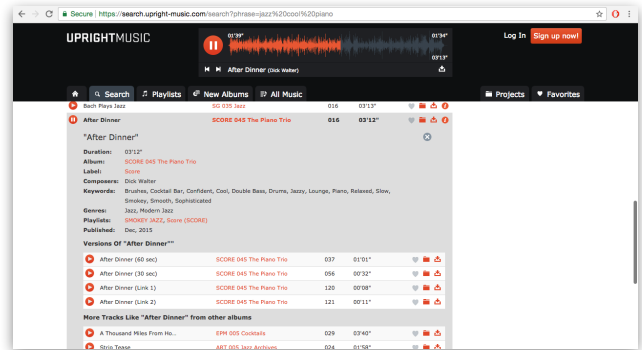 Secure https://search.upright-music.com/search?phrase=jazz%20cool%20piano
UPRIGHTMUSIC
01'39" 01'34"
03'13"
After Dinner (Dick Walter)
Log In Sign up now!
Search Playlists New Albums All Music Projects Favorites
Bach Plays Jazz SG 035 Jazz 016 03'13"
After Dinner SCORE 045 The Piano Trio 016 03'12"
"After Dinner"
Duration: 03'12"
Album: SCORE 045 The Piano Trio
Label: Score
Composers: Dick Walter
Keywords: Brushes, Cocktail Bar, Confident, Cool, Double Bass, Drums, Jazzy, Lounge, Piano, Relaxed, Slow,
Smokey, Smooth, Sophisticated
Genres: Jazz, Modern Jazz
Playlists: SMOKEY JAZZ, Score (SCORE)
Published: Dec, 2015
Versions Of "After Dinner""
After Dinner (60 sec) SCORE 045 The Piano Trio 037 01'01"
After Dinner (30 sec) SCORE 045 The Piano Trio 056 00'32"
After Dinner (Link 1) SCORE 045 The Piano Trio 120 00'08"
After Dinner (Link 2) SCORE 045 The Piano Trio 121 00'11"
More Tracks Like "After Dinner" from other albums
A Thousand Miles From Ho... EPM 005 Cocktails 029 03'40"
Strip Tease ART 005 Jazz Archives 024 01'58"